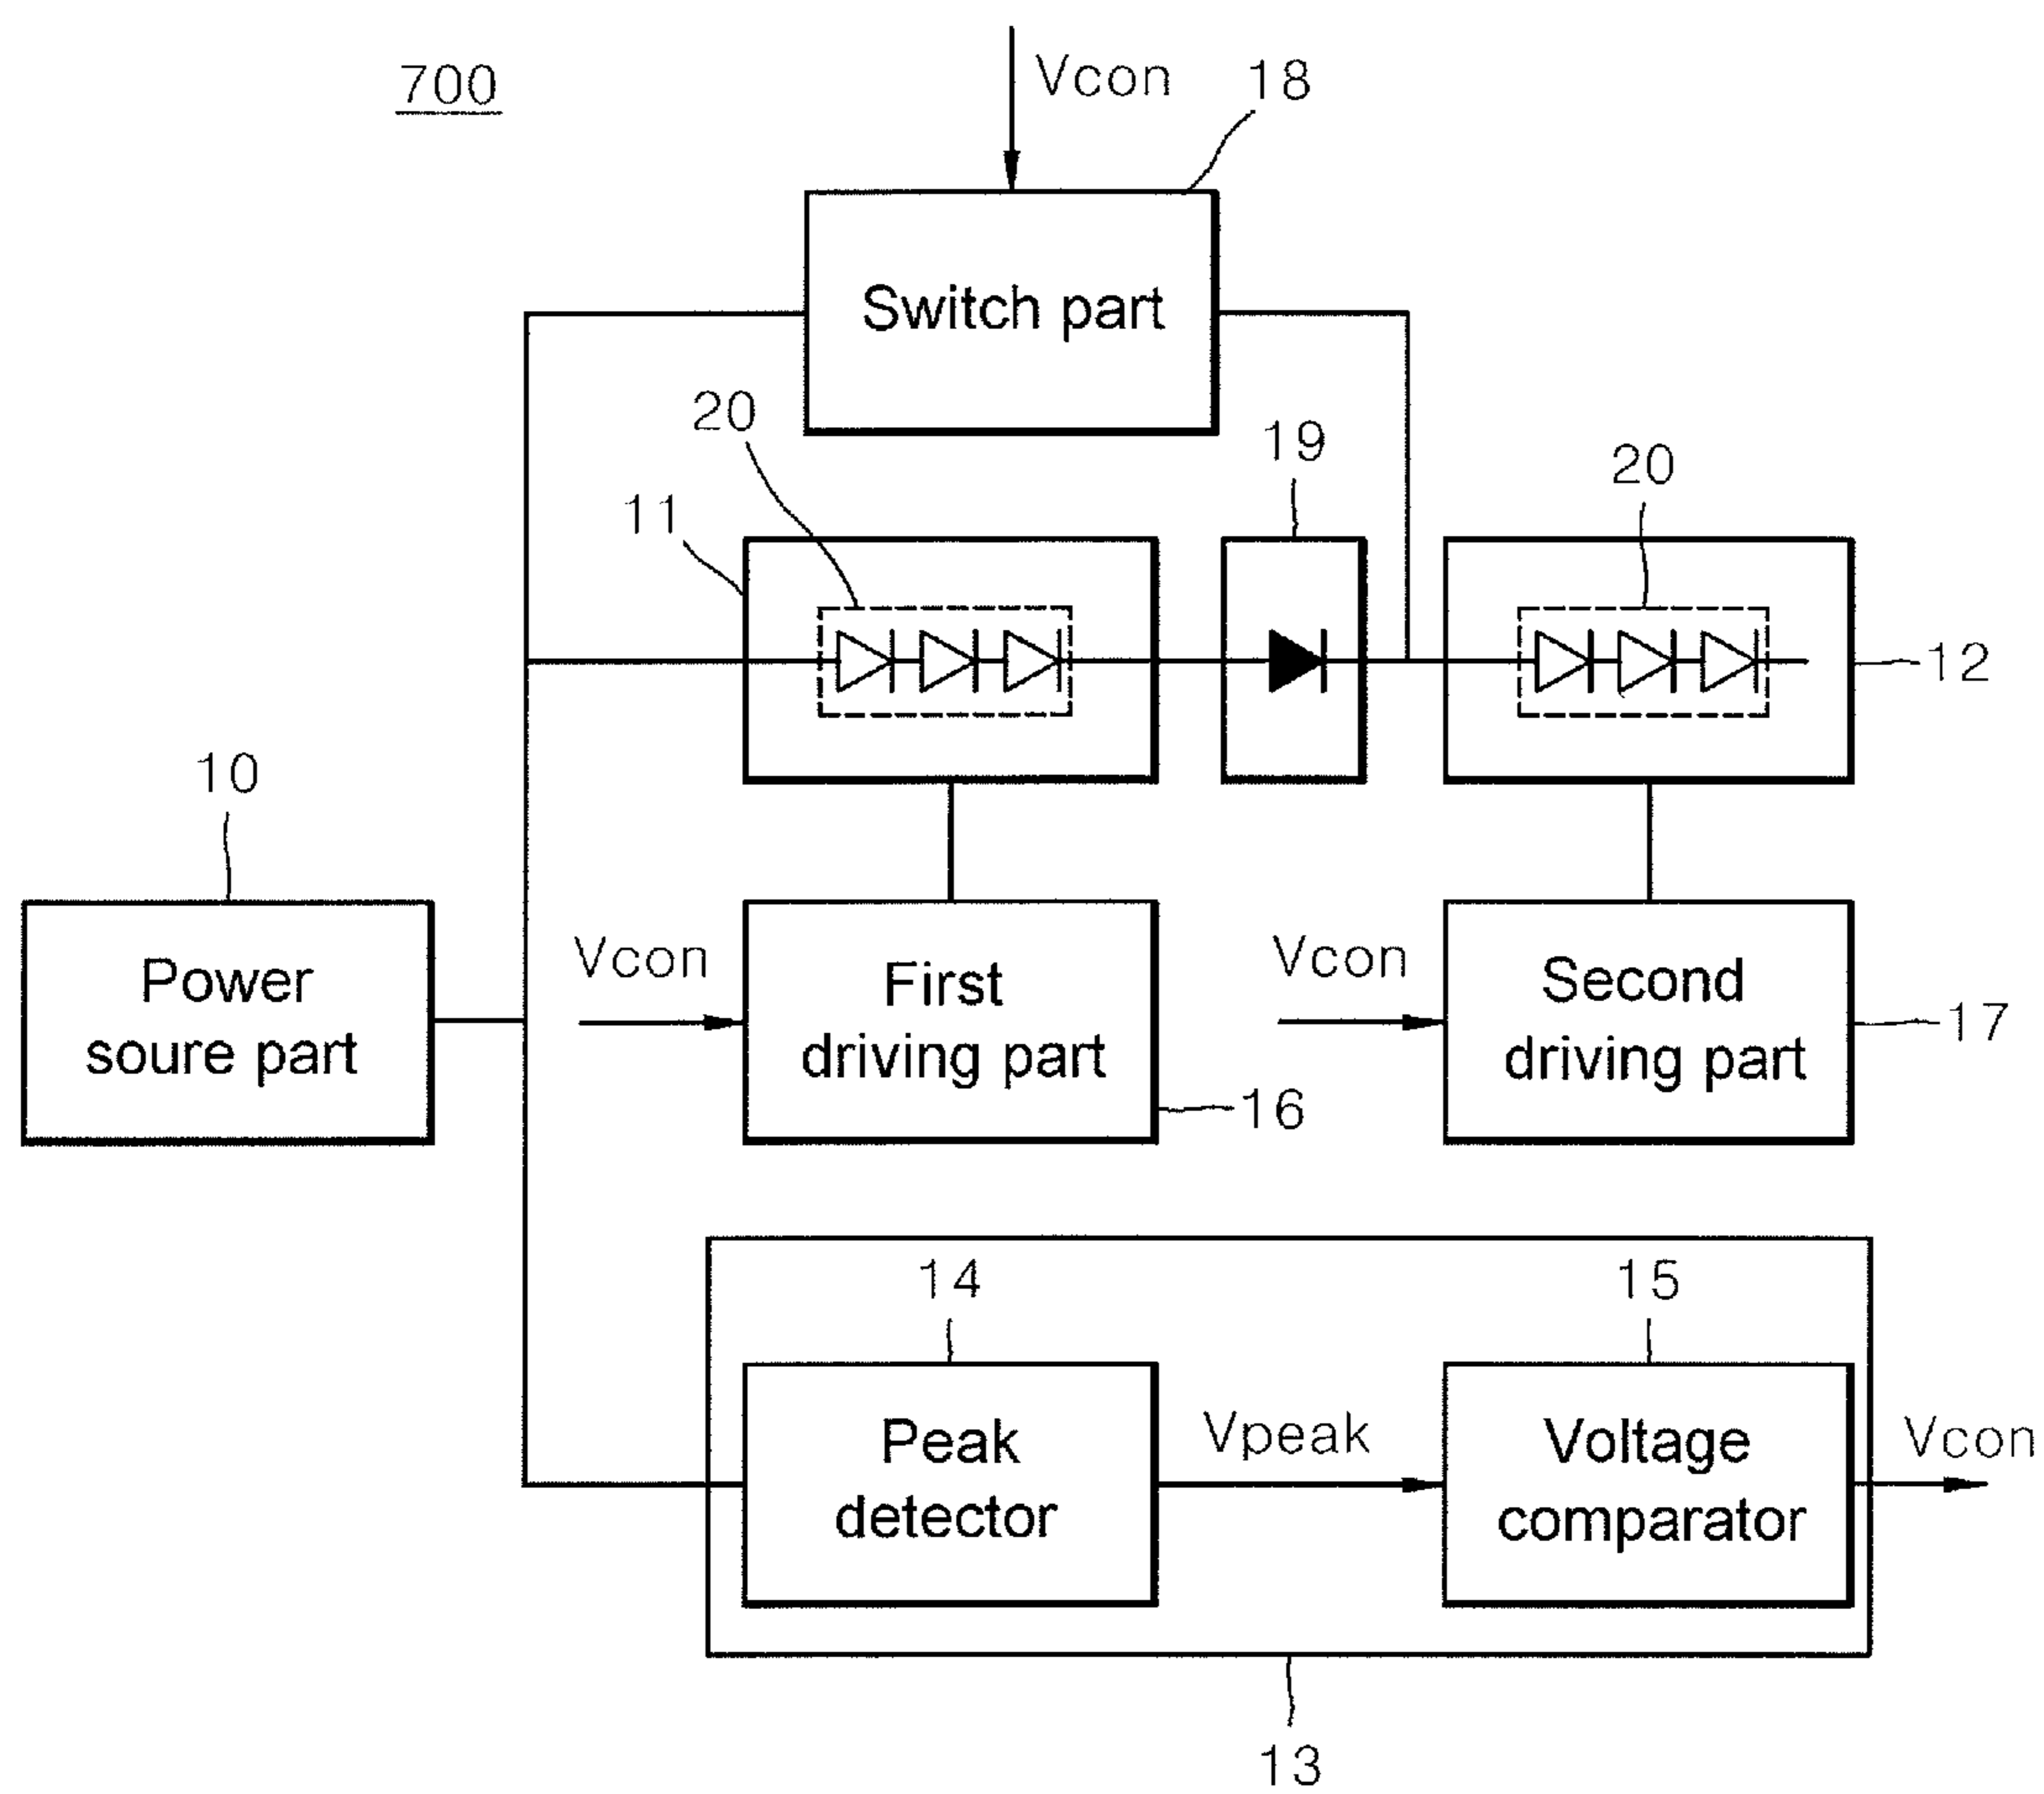 700
Vcon
18
Switch part
20
19
20
11
12
10
Power
soure part
Vcon
First
driving part
16
Vcon
Second
driving part
17
14
15
Peak
detector
Vpeak
Voltage
comparator
Vcon
13